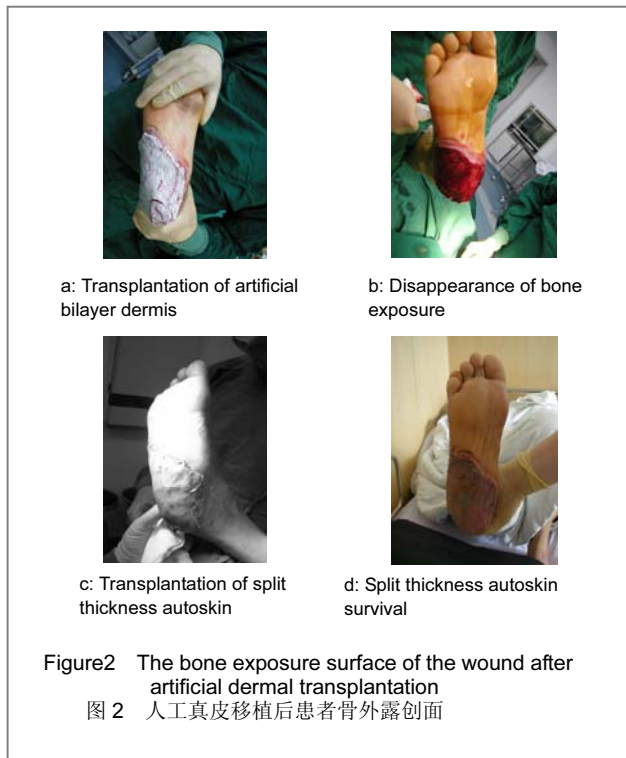 a: Transplantation of artificial
bilayer dermis
b: Disappearance of bone
exposure
c: Transplantation of split
thickness autoskin
d: Split thickness autoskin
survival
Figure2 The bone exposure surface of the wound after
artificial dermal transplantation
图 2 人工真皮移植后患者骨外露创面